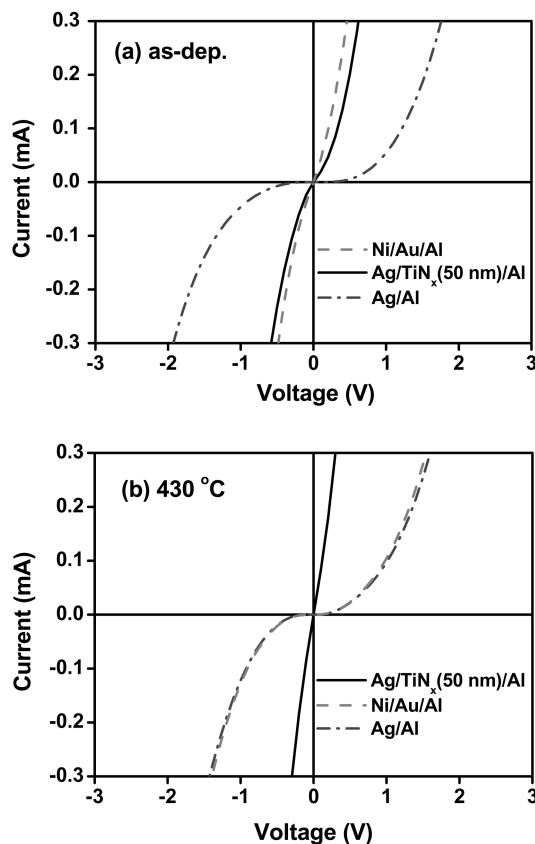 (a) as-dep.
Current (mA)
0.3
0.2
0.1
0.0
-0.1
-0.2
-0.3
Ni/Au/Al
Ag/TiNₓ(50 nm)/Al
Ag/Al
-3 -2 -1 0 1 2 3
Voltage (V)
(b) 430 °C
Current (mA)
0.3
0.2
0.1
0.0
-0.1
-0.2
-0.3
Ag/TiNₓ(50 nm)/Al
Ni/Au/Al
Ag/Al
-3 -2 -1 0 1 2 3
Voltage (V)